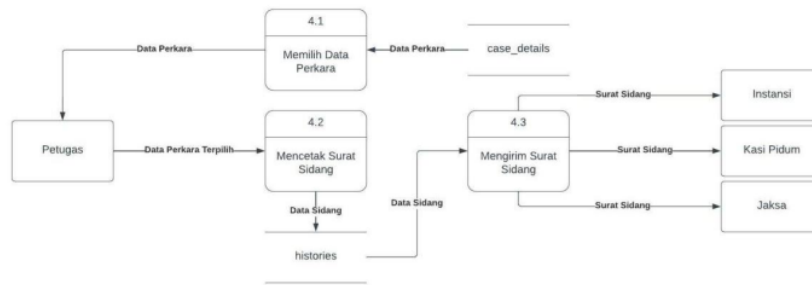 4.1
Data Perkara
Memilih Data
Perkara
Data Perkara
case_details
Petugas
Data Perkara Terpilih
4.2
Mencetak Surat
Sidang
Data Sidang
histories
Data Sidang
4.3
Mengirim Surat
Sidang
Surat Sidang
Instansi
Surat Sidang
Kasi Pidum
Surat Sidang
Jaksa